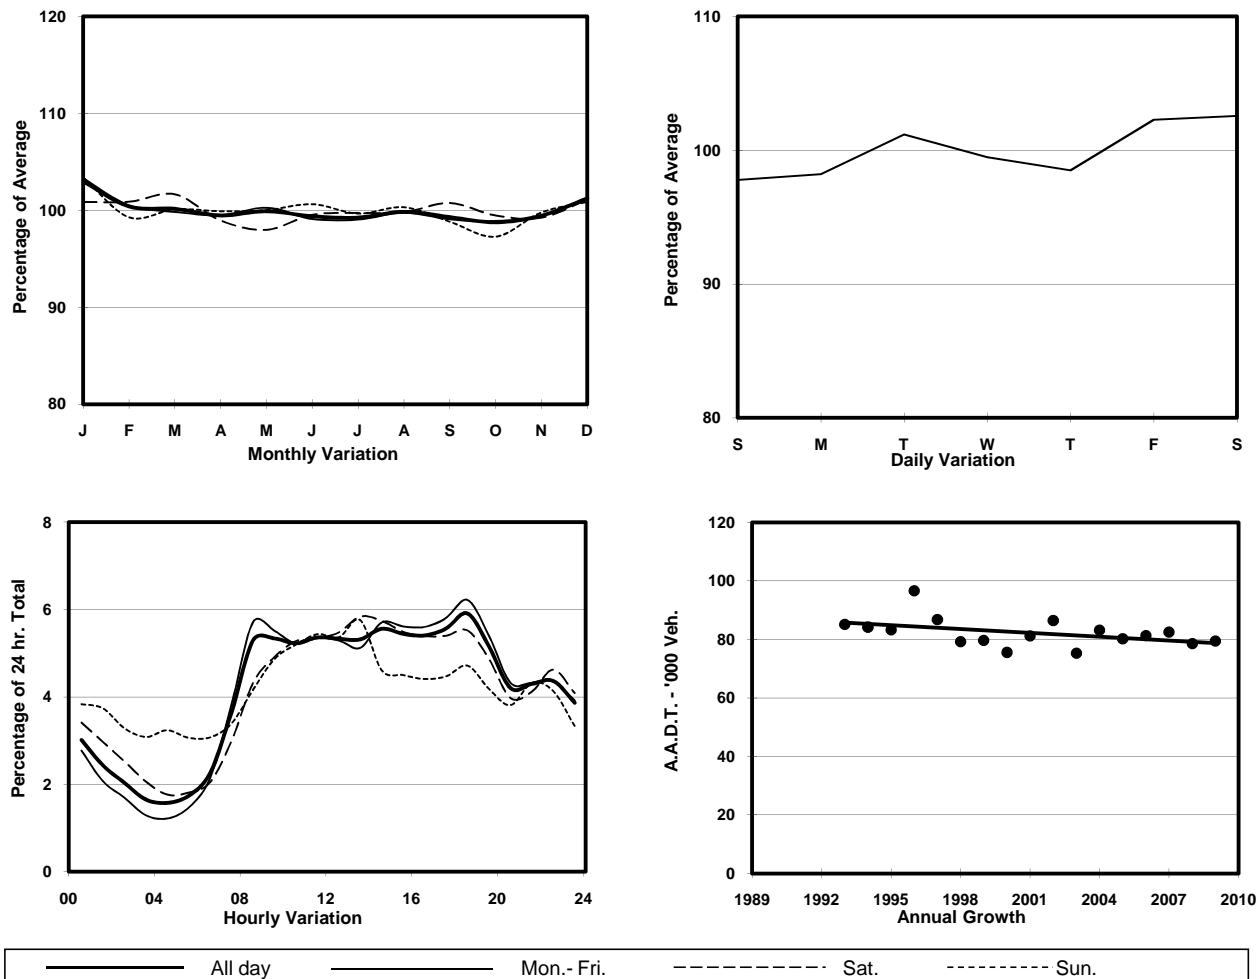 120
110
100
90
80
Percentage of Average
J F M A M J J A S O N D
Monthly Variation
110
100
90
80
Percentage of Average
S M T W T F S
Daily Variation
8
6
4
2
0
Percentage of 24 hr. Total
00 04 08 12 16 20 24
Hourly Variation
120
100
80
60
40
20
0
A.A.D.T. - '000 Veh.
1989 1992 1995 1998 2001 2004 2007 2010
Annual Growth
All day Mon.- Fri. Sat. Sun.